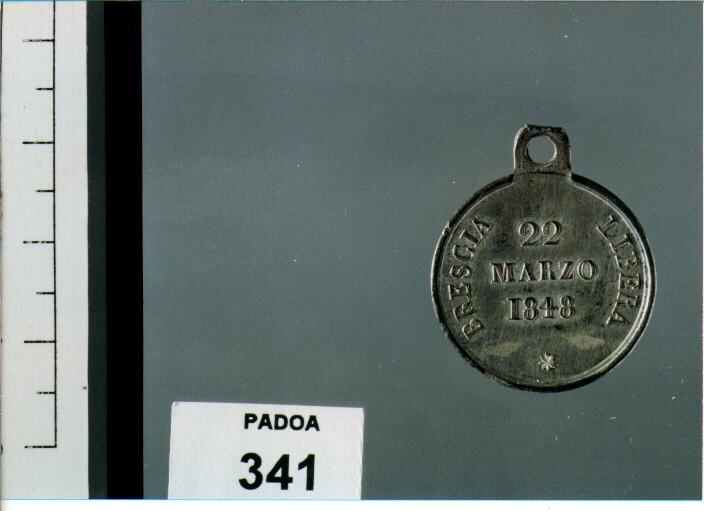 BRESCIA LIBERA
22
MARZO
1848
PADOA
341